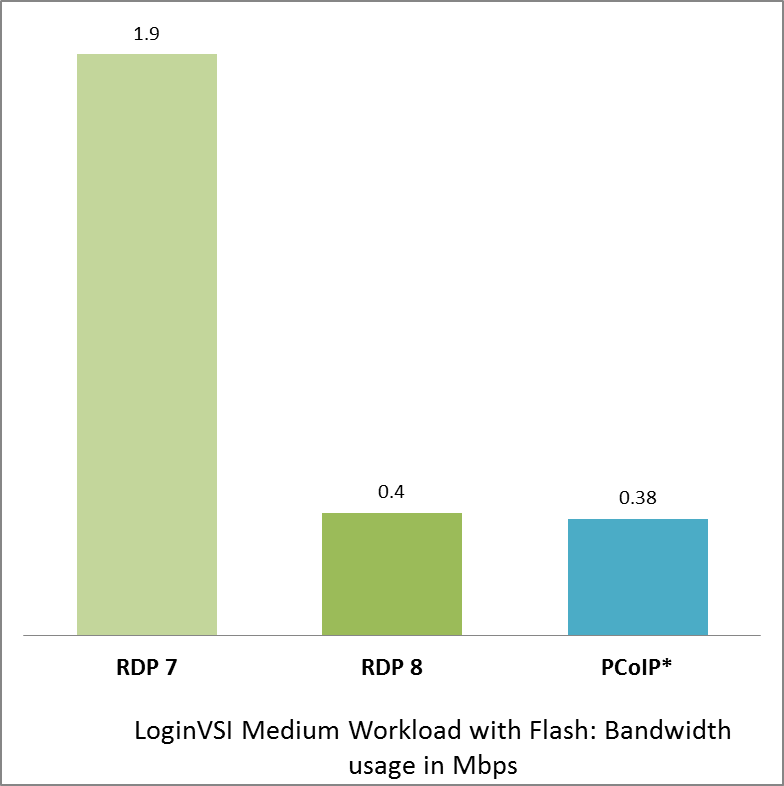 1.9
0.4
0.38
RDP 7
RDP 8
PCoIP*
LoginVSI Medium Workload with Flash: Bandwidth
usage in Mbps